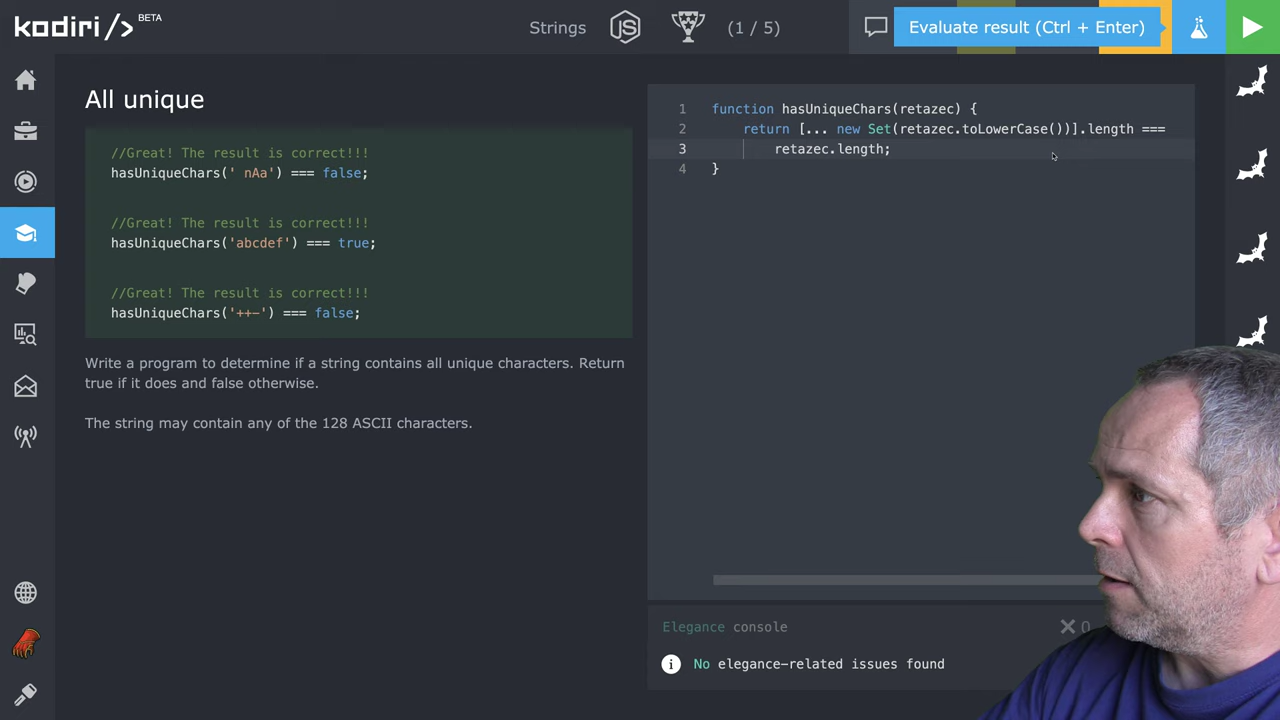 kodiri/> BETA
Strings
(1 / 5)
Evaluate result (Ctrl + Enter)
All unique
//Great! The result is correct!!!
hasUniqueChars(' nAa') === false;
//Great! The result is correct!!!
hasUniqueChars('abcdef') === true;
//Great! The result is correct!!!
hasUniqueChars('++-') === false;
Write a program to determine if a string contains all unique characters. Return
true if it does and false otherwise.
The string may contain any of the 128 ASCII characters.
1 function hasUniqueChars(retazec) {
2 return [... new Set(retazec.toLowerCase())].length ===
3 retazec.length;
4 }
Elegance console
0
No elegance-related issues found